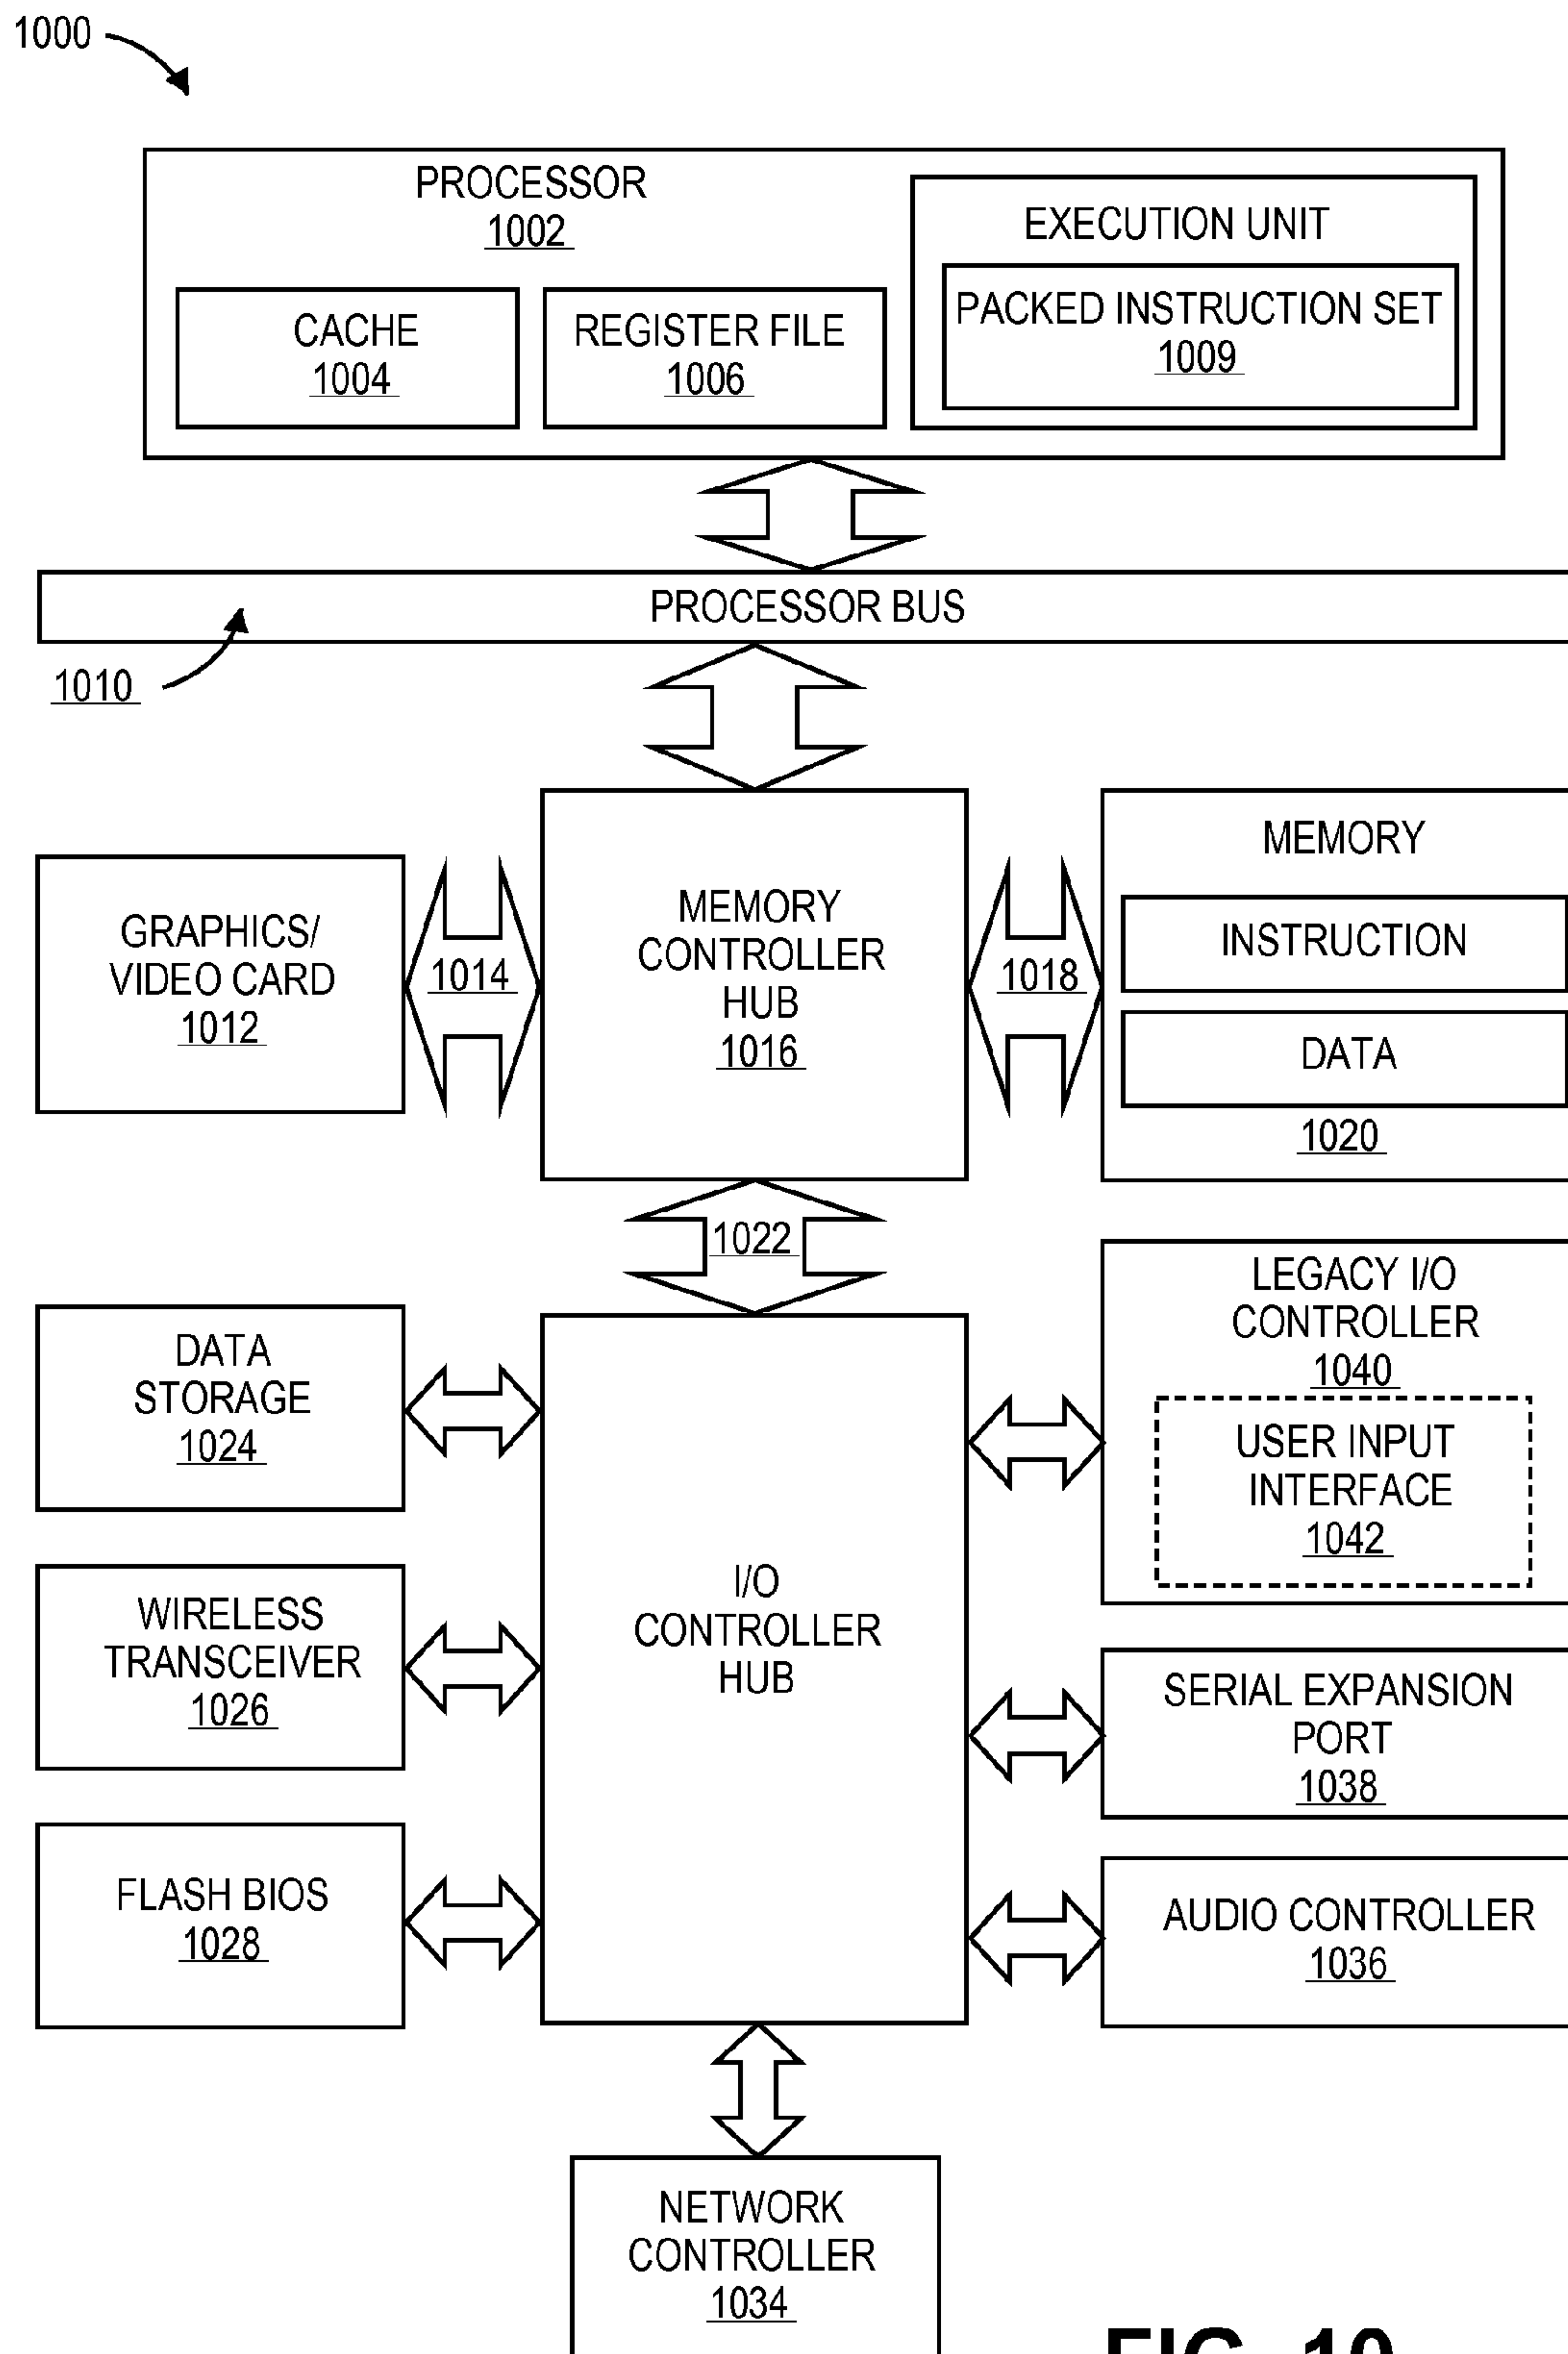 1000
PROCESSOR
1002
EXECUTION UNIT
PACKED INSTRUCTION SET
1009
CACHE
1004
REGISTER FILE
1006
PROCESSOR BUS
1010
MEMORY
CONTROLLER
HUB
1016
GRAPHICS/
VIDEO CARD
1012
1014
1018
MEMORY
INSTRUCTION
DATA
1020
1022
DATA
STORAGE
1024
LEGACY I/O
CONTROLLER
1040
USER INPUT
INTERFACE
1042
WIRELESS
TRANSCEIVER
1026
I/O
CONTROLLER
HUB
SERIAL EXPANSION
PORT
1038
FLASH BIOS
1028
AUDIO CONTROLLER
1036
NETWORK
CONTROLLER
1034
FIG. 10